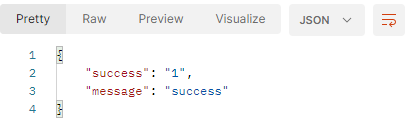 Pretty Raw Preview Visualize JSON
1 {
2 "success": "1",
3 "message": "success"
4 }